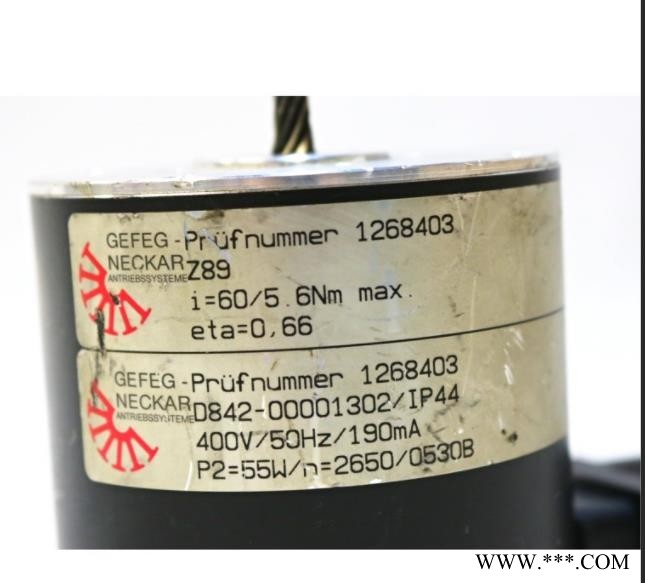 GEFEG - Prüfnummer 1268403
NECKAR Z89
ANTRIEBSSYSTEME
i=60/5.6Nm max.
eta=0,66
GEFEG - Prüfnummer 1268403
NECKAR D842-00001302/IP44
ANTRIEBSSYSTEME
400V/50Hz/190mA
P2=55W/n=2650/0530B
WWW.***.COM